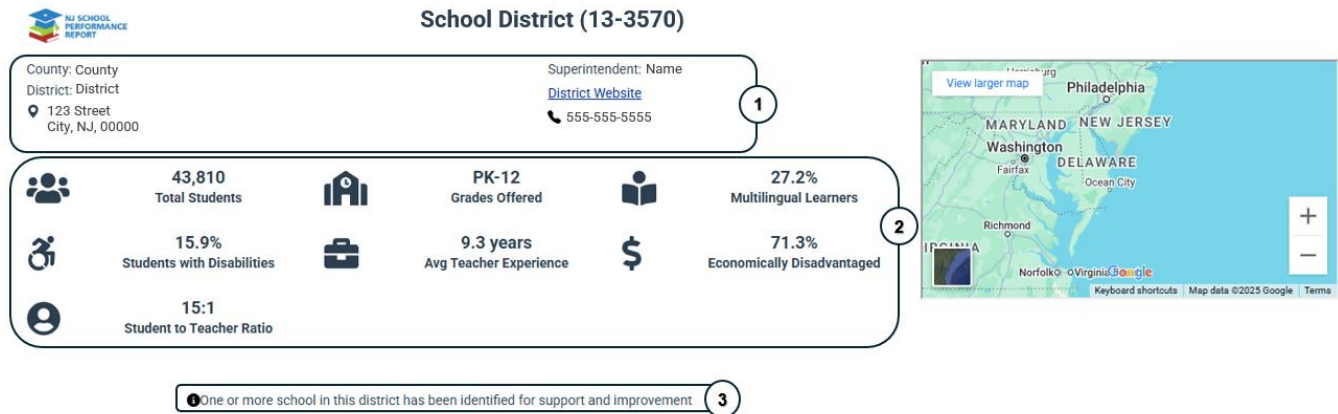 NJ SCHOOL
PERFORMANCE
REPORT
School District (13-3570)
County: County
District: District
123 Street
City, NJ, 00000
Superintendent: Name
District Website
555-555-5555
1
43,810
Total Students
PK-12
Grades Offered
27.2%
Multilingual Learners
15.9%
Students with Disabilities
9.3 years
Avg Teacher Experience
$
71.3%
Economically Disadvantaged
15:1
Student to Teacher Ratio
2
View larger map
Philadelphia
MARYLAND
NEW JERSEY
Washington
Fairfax
DELAWARE
Ocean City
Richmond
Norfolk
Google
+
−
Keyboard shortcuts
Map data ©2025 Google
Terms
One or more school in this district has been identified for support and improvement
3